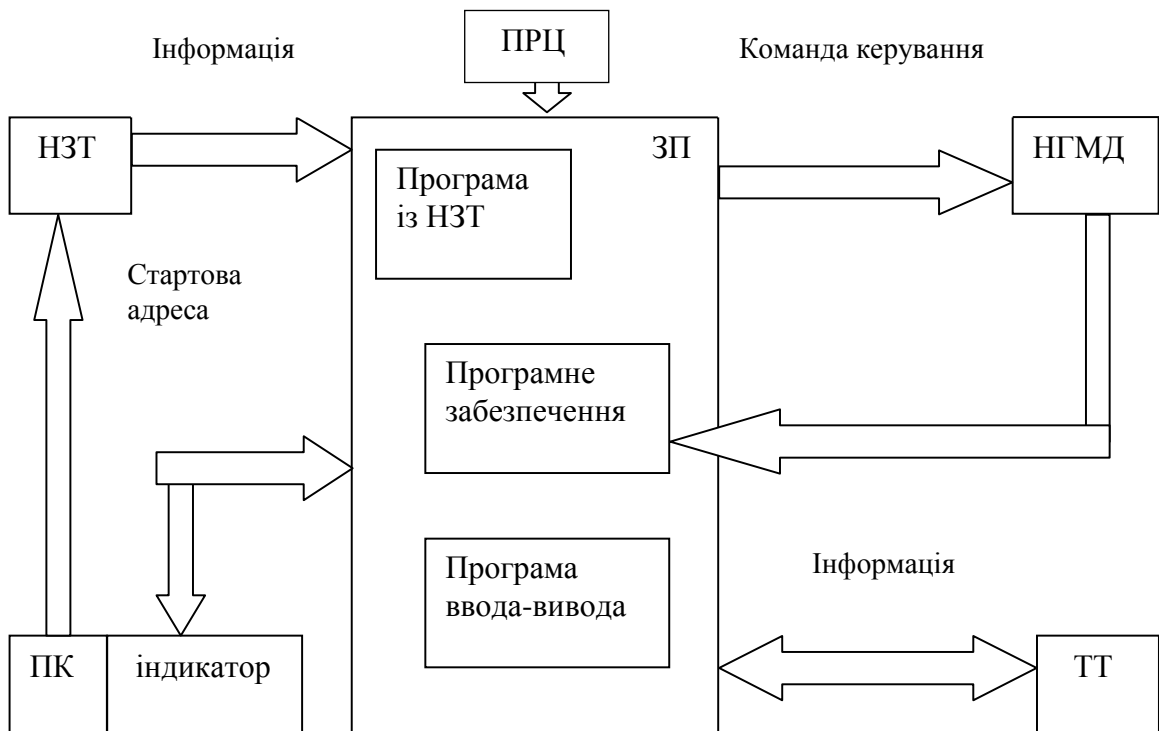 Інформація
ПРЦ
Команда керування
НЗТ
ЗП
НГМД
Програма
із НЗТ
Стартова
адреса
Програмне
забезпечення
Програма
ввода-вивода
Інформація
ПК
індикатор
ТТ